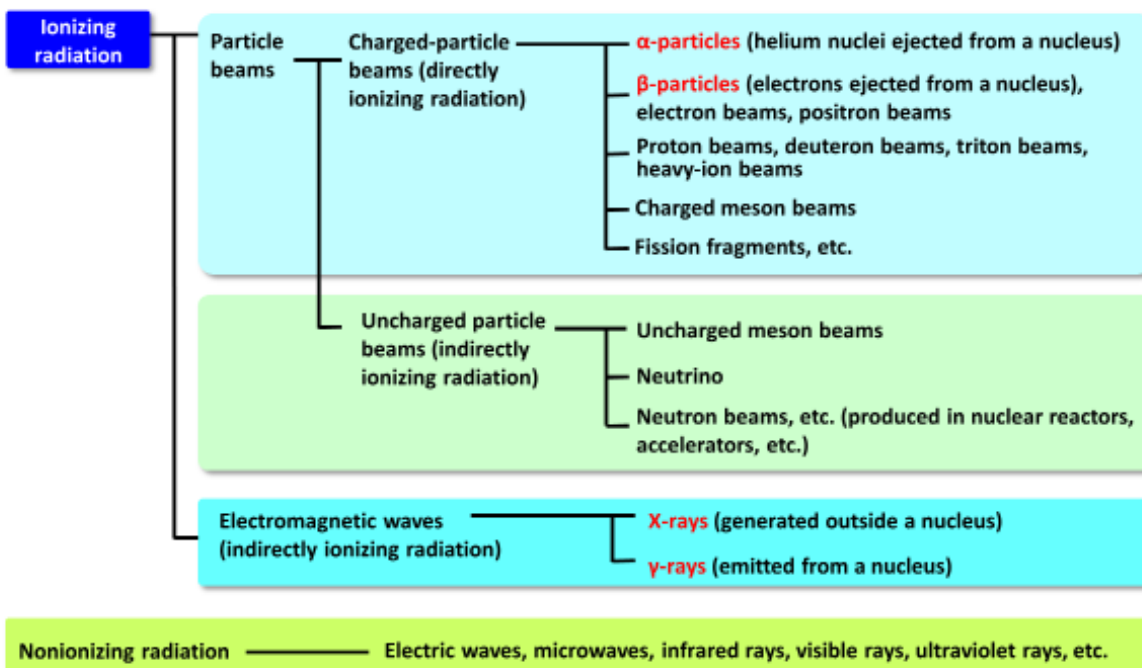 Ionizing
radiation
Particle
beams
Charged-particle
beams (directly
ionizing radiation)
α-particles (helium nuclei ejected from a nucleus)
β-particles (electrons ejected from a nucleus),
electron beams, positron beams
Proton beams, deuteron beams, triton beams,
heavy-ion beams
Charged meson beams
Fission fragments, etc.
Uncharged particle
beams (indirectly
ionizing radiation)
Uncharged meson beams
Neutrino
Neutron beams, etc. (produced in nuclear reactors,
accelerators, etc.)
Electromagnetic waves
(indirectly ionizing radiation)
X-rays (generated outside a nucleus)
γ-rays (emitted from a nucleus)
Nonionizing radiation
Electric waves, microwaves, infrared rays, visible rays, ultraviolet rays, etc.